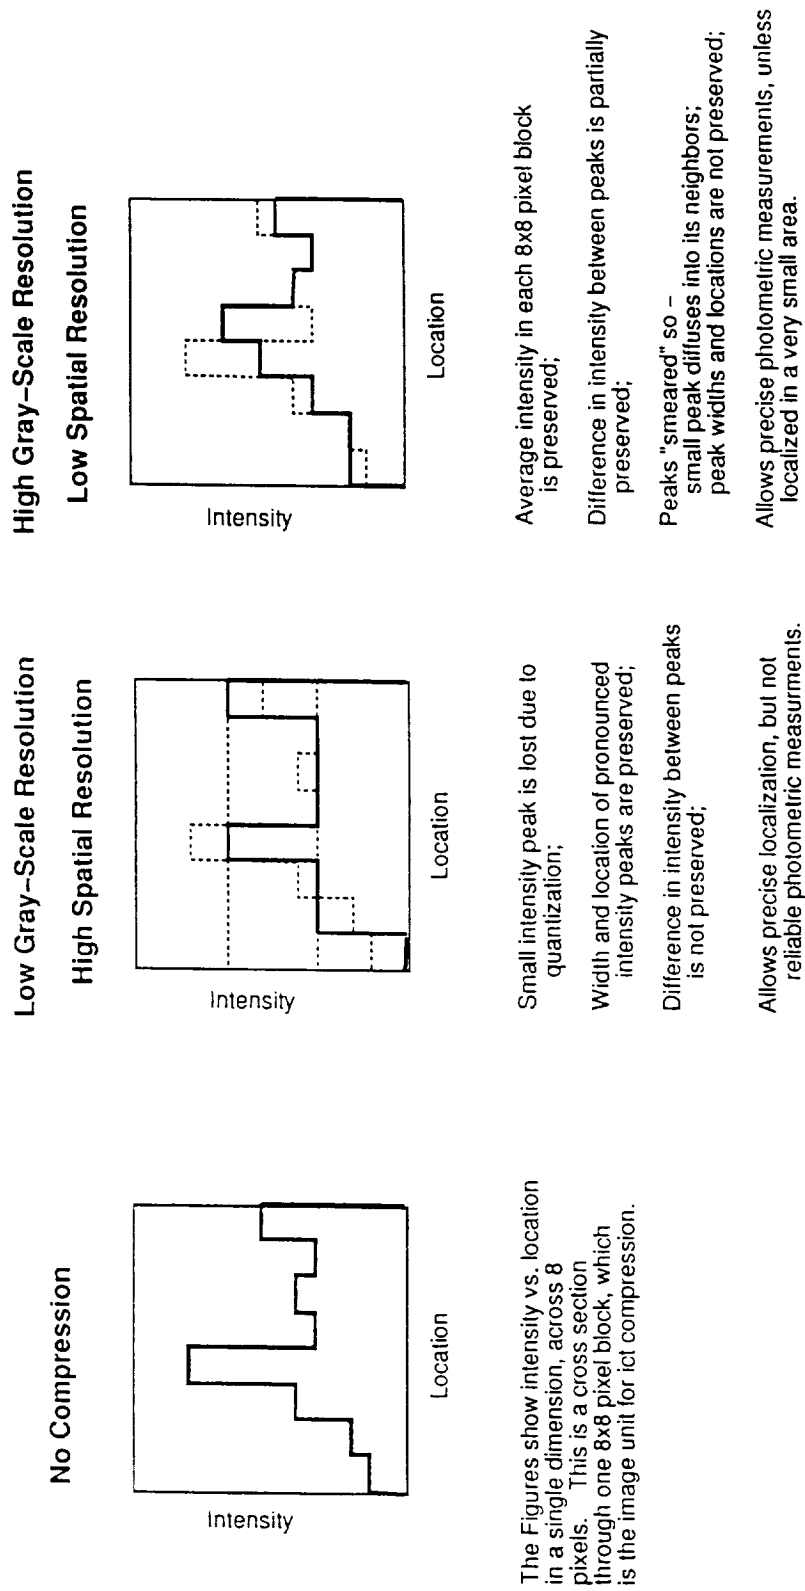 No Compression
Intensity
Location
The Figures show intensity vs. location
in a single dimension, across 8
pixels. This is a cross section
through one 8x8 pixel block, which
is the image unit for ict compression.
Low Gray-Scale Resolution
High Spatial Resolution
Intensity
Location
Small intensity peak is lost due to
quantization;
Width and location of pronounced
intensity peaks are preserved;
Difference in intensity between peaks
is not preserved;
Allows precise localization, but not
reliable photometric measurments.
High Gray-Scale Resolution
Low Spatial Resolution
Intensity
Location
Average intensity in each 8x8 pixel block
is preserved;
Difference in intensity between peaks is partially
preserved;
Peaks "smeared" so –
small peak diffuses into its neighbors;
peak widths and locations are not preserved;
Allows precise photometric measurements, unless
localized in a very small area.